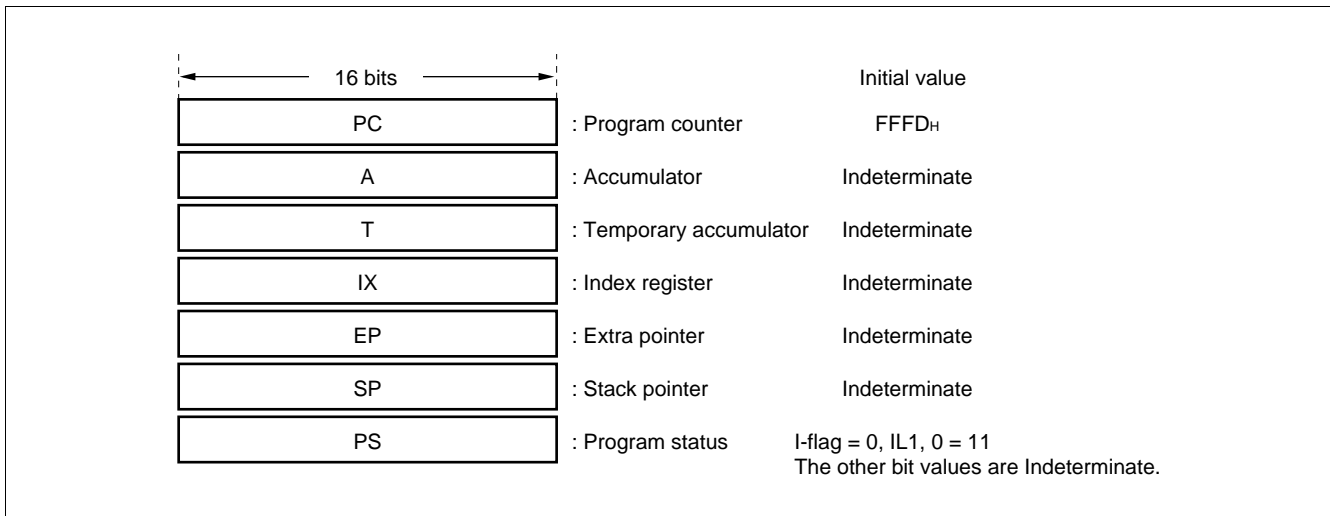 16 bits Initial value
PC : Program counter FFFDH
A : Accumulator Indeterminate
T : Temporary accumulator Indeterminate
IX : Index register Indeterminate
EP : Extra pointer Indeterminate
SP : Stack pointer Indeterminate
PS : Program status I-flag = 0, IL1, 0 = 11
The other bit values are Indeterminate.